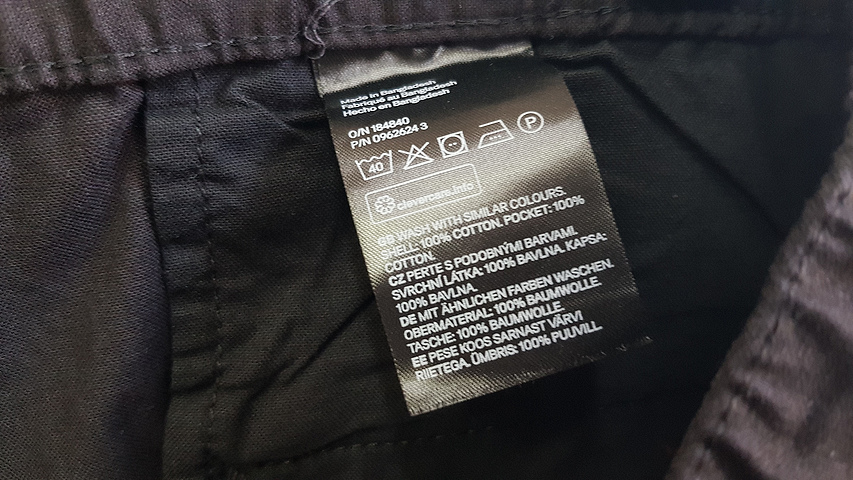 Made in Bangladesh
Fabriqué au Bangladesh
Hecho en Bangladesh
O/N 184840
P/N 0962624 3
40 P
clevercare.info
GB WASH WITH SIMILAR COLOURS.
SHELL: 100% COTTON. POCKET: 100%
COTTON.
CZ PERTE S PODOBNÝMI BARVAMI.
SVRCHNÍ LÁTKA: 100% BAVLNA. KAPSA:
100% BAVLNA.
DE MIT ÄHNLICHEN FARBEN WASCHEN.
OBERMATERIAL: 100% BAUMWOLLE.
TASCHE: 100% BAUMWOLLE.
EE PESE KOOS SARNAST VÄRVI
RIIETEGA. ÜMBRIS: 100% PUUVILL.